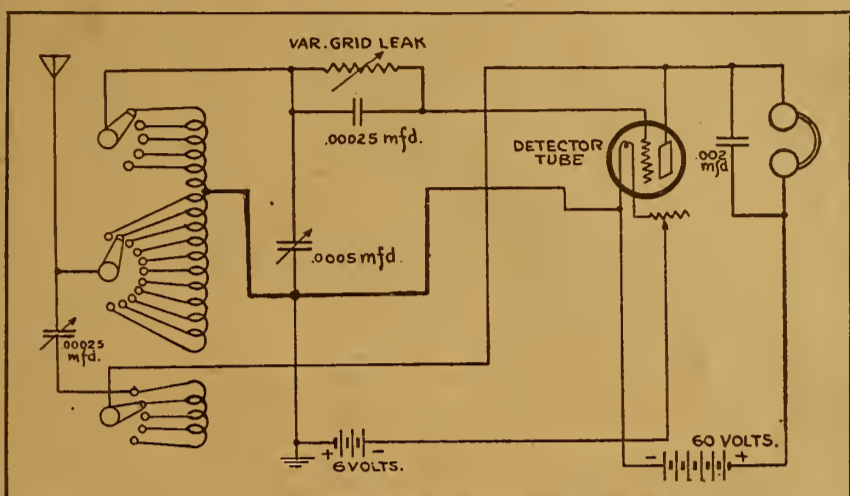 VAR. GRID LEAK
.00025 mfd.
DETECTOR
TUBE
.002
mfd
.0005 mfd.
.00025
mfd.
+ -
6 VOLTS.
60 VOLTS.
- +